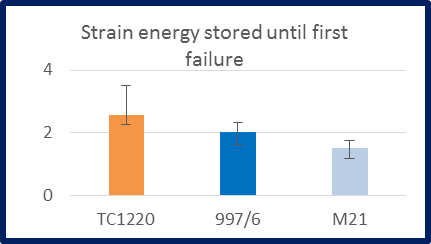 Strain energy stored until first
failure
4
2
0
TC1220 997/6 M21